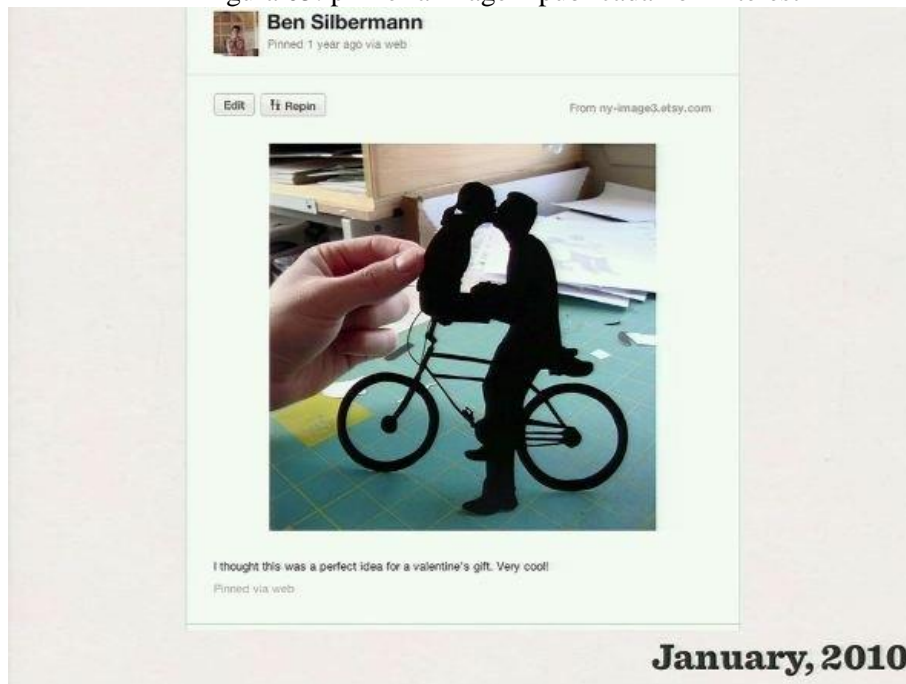 Ben Silbermann
Pinned 1 year ago via web
Edit
Repin
From ny-image3.etsy.com
I thought this was a perfect idea for a valentine's gift. Very cool!
Pinned via web
January, 2010